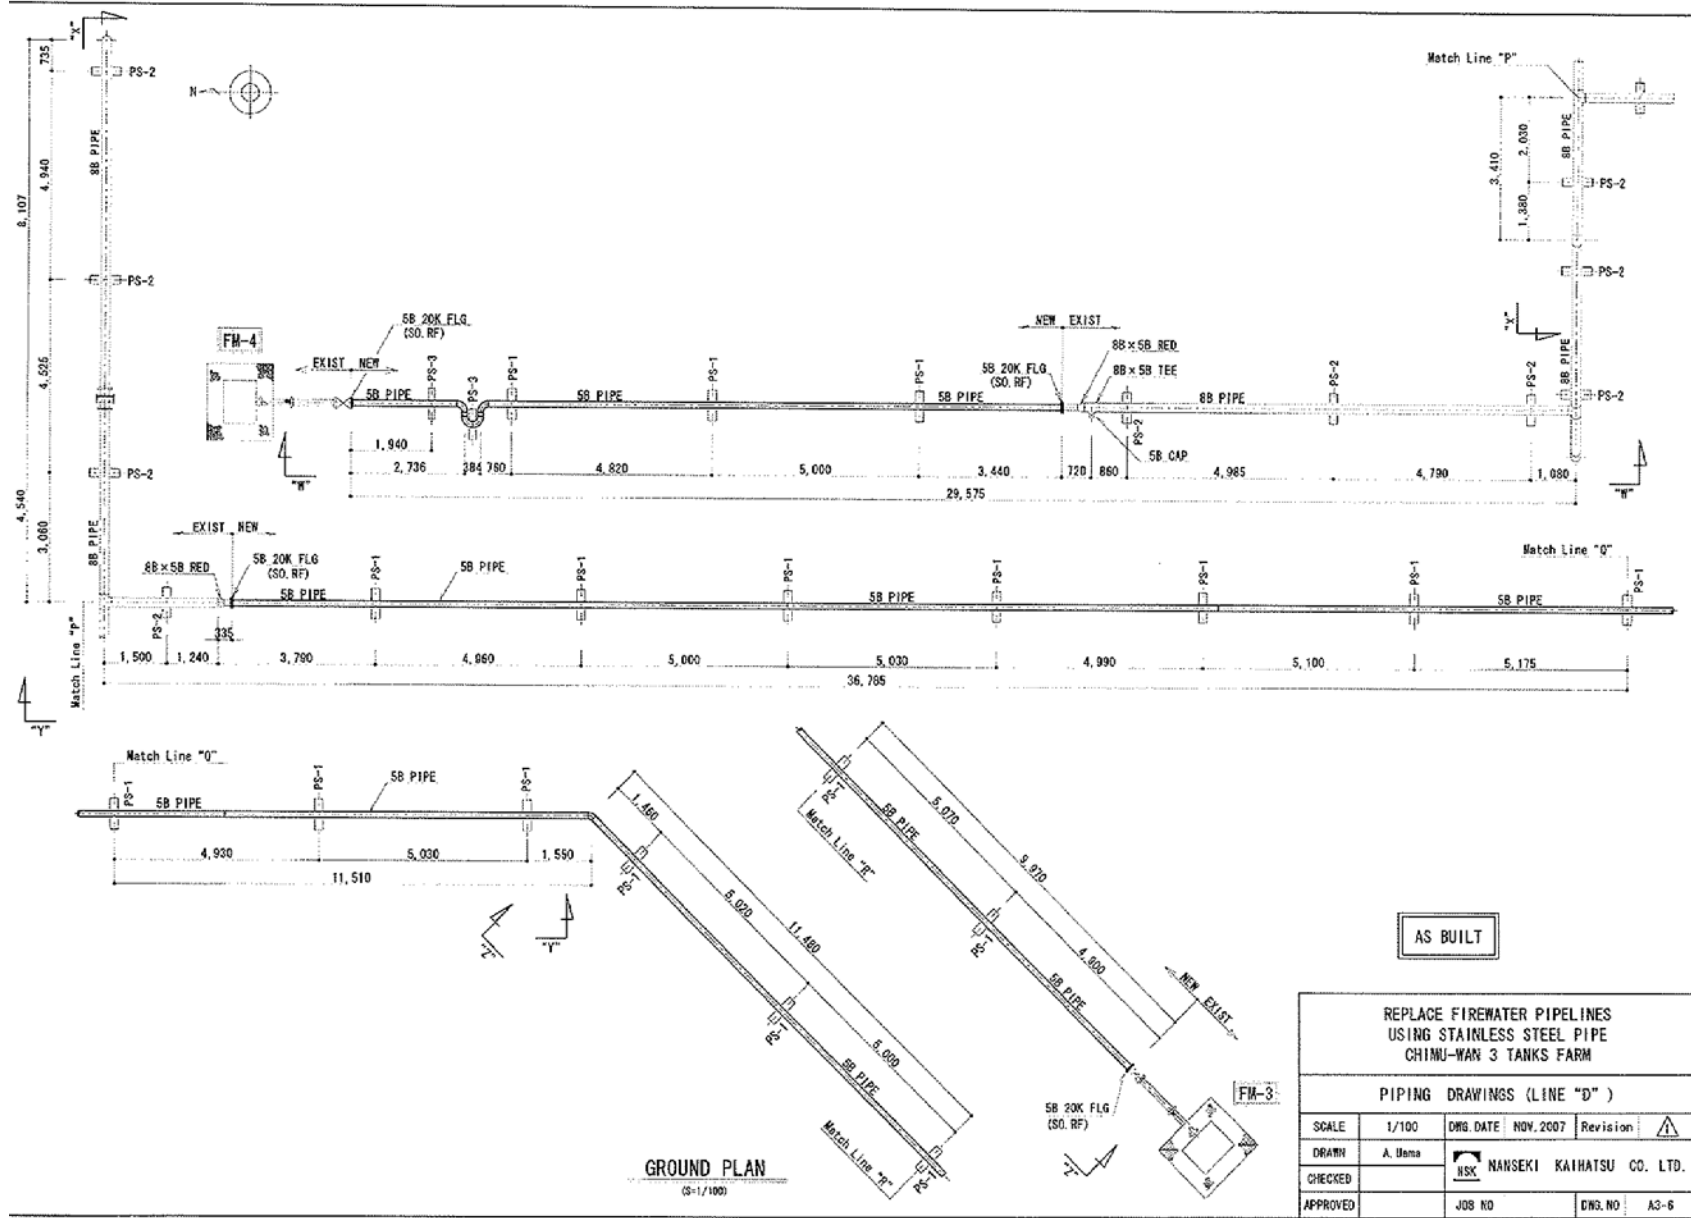 "X"
735
PS-2
N
8B PIPE
4,940
8,107
PS-2
4,525
PS-2
4,540
3,060
8B PIPE
Match Line "P"
3,410
2,030
1,380
8B PIPE
PS-2
PS-2
"X"
8B PIPE
PS-2
FM-4
5B 20K FLG
(SO.RF)
EXIST NEW
5B PIPE
PS-3
PS-3
PS-1
5B PIPE
PS-1
PS-1
5B PIPE
NEW EXIST
5B 20K FLG
(SO.RF)
8B×5B RED
8B×5B TEE
PS-2
8B PIPE
PS-2
PS-2
5B CAP
1,940
2,736
384
760
4,820
5,000
3,440
720
860
4,985
4,790
1,080
29,575
"W"
"W"
EXIST NEW
8B×5B RED
5B 20K FLG
(SO.RF)
5B PIPE
5B PIPE
PS-1
PS-1
PS-1
5B PIPE
PS-1
PS-1
PS-1
5B PIPE
Match Line "Q"
PS-1
PS-2
335
1,500
1,240
3,790
4,960
5,000
5,030
4,990
5,100
5,175
36,785
Match Line "P"
"Y"
Match Line "Q"
PS-1
5B PIPE
PS-1
5B PIPE
PS-1
4,930
5,030
1,550
11,510
"Z"
"Y"
1,460
PS-1
5,020
11,480
PS-1
5,000
5B PIPE
Match Line "R"
PS-1
PS-1
Match Line "R"
5B PIPE
5,070
9,970
PS-1
4,900
5B PIPE
NEW EXIST
5B 20K FLG
(SO.RF)
FM-3
"Z"
GROUND PLAN
(S=1/100)
AS BUILT
REPLACE FIREWATER PIPELINES
USING STAINLESS STEEL PIPE
CHIMU-WAN 3 TANKS FARM
PIPING DRAWINGS (LINE "D" )
SCALE 1/100 DWG.DATE NOV.2007 Revision 1
DRAWN A.Uema
NSK NANSEKI KAIHATSU CO. LTD.
CHECKED
APPROVED JOB NO DWG.NO A3-6